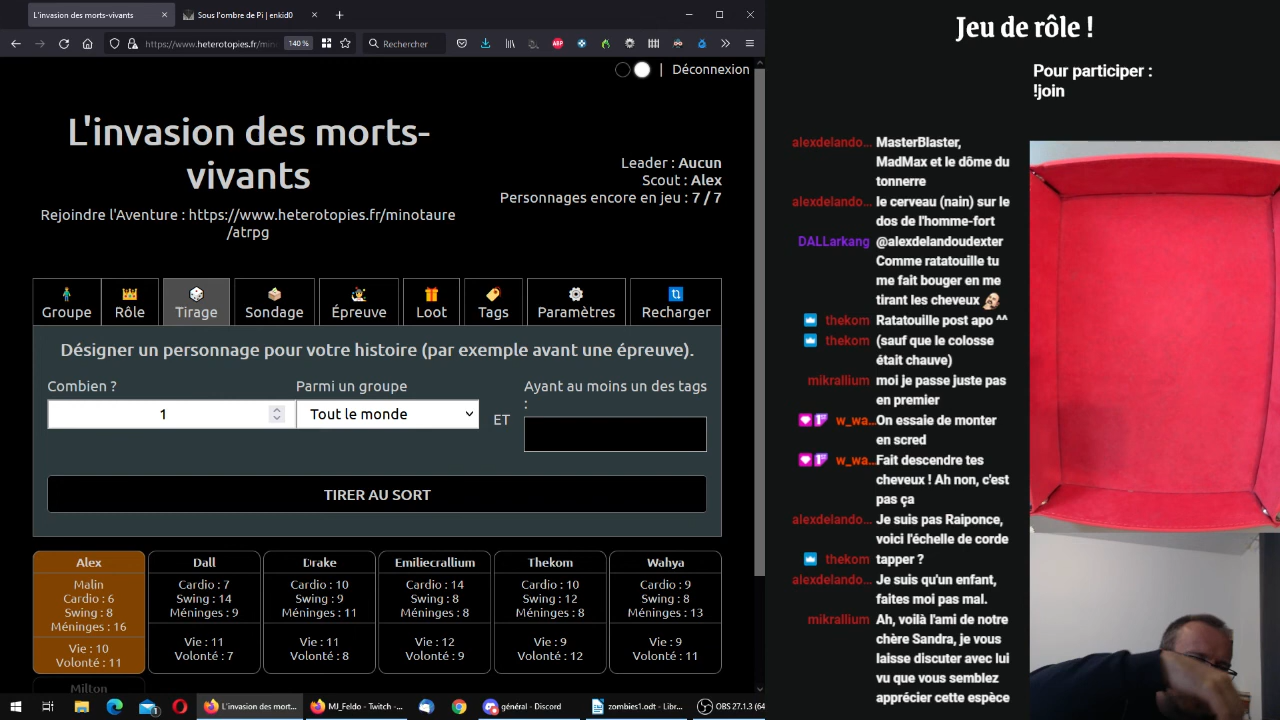 L'invasion des morts-vivants
Sous l'ombre de Pi | enkid0
https://www.heterotopies.fr/mino
140 %
Rechercher
ABP
| Déconnexion
L'invasion des morts-
vivants
Rejoindre l'Aventure : https://www.heterotopies.fr/minotaure
/atrpg
Leader : Aucun
Scout : Alex
Personnages encore en jeu : 7 / 7
Groupe
Rôle
Tirage
Sondage
Épreuve
Loot
Tags
Paramètres
Recharger
Désigner un personnage pour votre histoire (par exemple avant une épreuve).
Combien ?
1
Parmi un groupe
Tout le monde
ET
Ayant au moins un des tags
:
TIRER AU SORT
Alex
Malin
Cardio : 6
Swing : 8
Méninges : 16
Vie : 10
Volonté : 11
Dall
Cardio : 7
Swing : 14
Méninges : 9
Vie : 11
Volonté : 7
Drake
Cardio : 10
Swing : 9
Méninges : 11
Vie : 11
Volonté : 8
Emiliecrallium
Cardio : 14
Swing : 8
Méninges : 8
Vie : 12
Volonté : 9
Thekom
Cardio : 10
Swing : 12
Méninges : 8
Vie : 9
Volonté : 12
Wahya
Cardio : 9
Swing : 8
Méninges : 13
Vie : 9
Volonté : 11
Milton
L'invasion des mort...
MJ_Feldo - Twitch -...
général - Discord
zombies1.odt - Libr...
OBS 27.1.3 (64
Jeu de rôle !
Pour participer :
!join
alexdelando... MasterBlaster,
MadMax et le dôme du
tonnerre
alexdelando... le cerveau (nain) sur le
dos de l'homme-fort
DALLarkang @alexdelandoudexter
Comme ratatouille tu
me fait bouger en me
tirant les cheveux
thekom Ratatouille post apo ^^
thekom (sauf que le colosse
était chauve)
mikrallium moi je passe juste pas
en premier
w_wa... On essaie de monter
en scred
w_wa... Fait descendre tes
cheveux ! Ah non, c'est
pas ça
alexdelando... Je suis pas Raiponce,
voici l'échelle de corde
thekom tapper ?
alexdelando... Je suis qu'un enfant,
faites moi pas mal.
mikrallium Ah, voilà l'ami de notre
chère Sandra, je vous
laisse discuter avec lui
vu que vous semblez
apprécier cette espèce